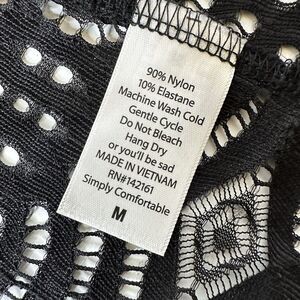 90% Nylon
10% Elastane
Machine Wash Cold
Gentle Cycle
Do Not Bleach
Hang Dry
or you'll be sad
MADE IN VIETNAM
RN#142161
Simply Comfortable
M